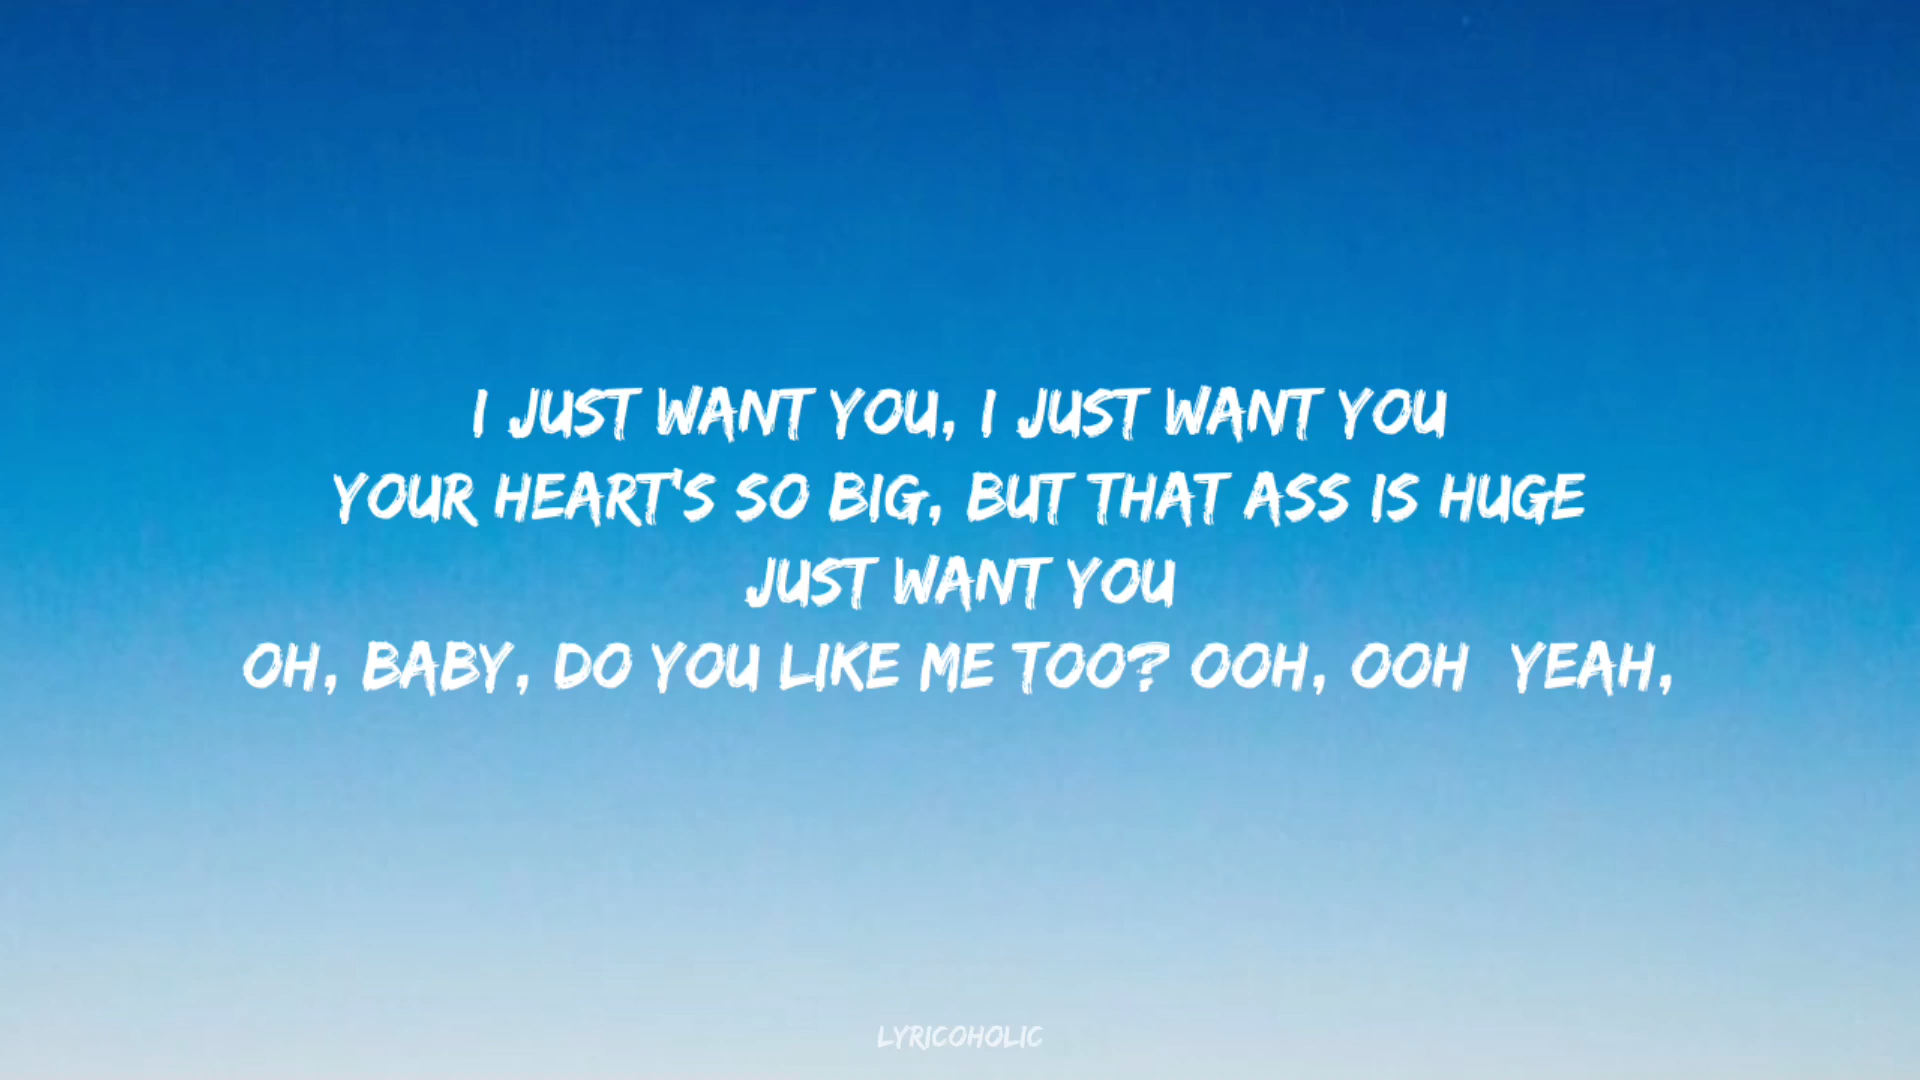 I JUST WANT YOU, I JUST WANT YOU
YOUR HEART'S SO BIG, BUT THAT ASS IS HUGE
JUST WANT YOU
OH, BABY, DO YOU LIKE ME TOO? OOH, OOH  YEAH,
LYRICOHOLIC